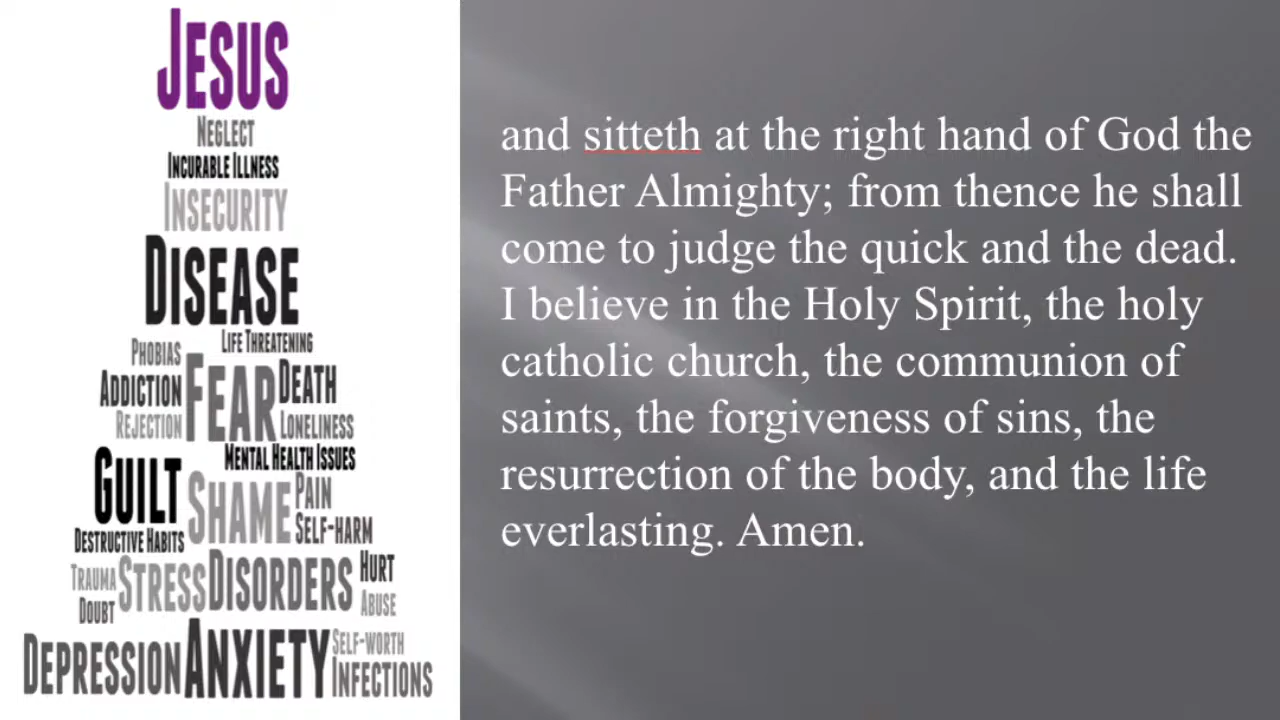 JESUS
NEGLECT
INCURABLE ILLNESS
INSECURITY
DISEASE
LIFE THREATENING
PHOBIAS
ADDICTION FEAR DEATH
REJECTION LONELINESS
MENTAL HEALTH ISSUES
GUILT SHAME PAIN
SELF-HARM
DESTRUCTIVE HABITS
TRAUMA STRESS DISORDERS HURT
DOUBT ABUSE
DEPRESSION ANXIETY SELF-WORTH
INFECTIONS
and sitteth at the right hand of God the
Father Almighty; from thence he shall
come to judge the quick and the dead.
I believe in the Holy Spirit, the holy
catholic church, the communion of
saints, the forgiveness of sins, the
resurrection of the body, and the life
everlasting. Amen.